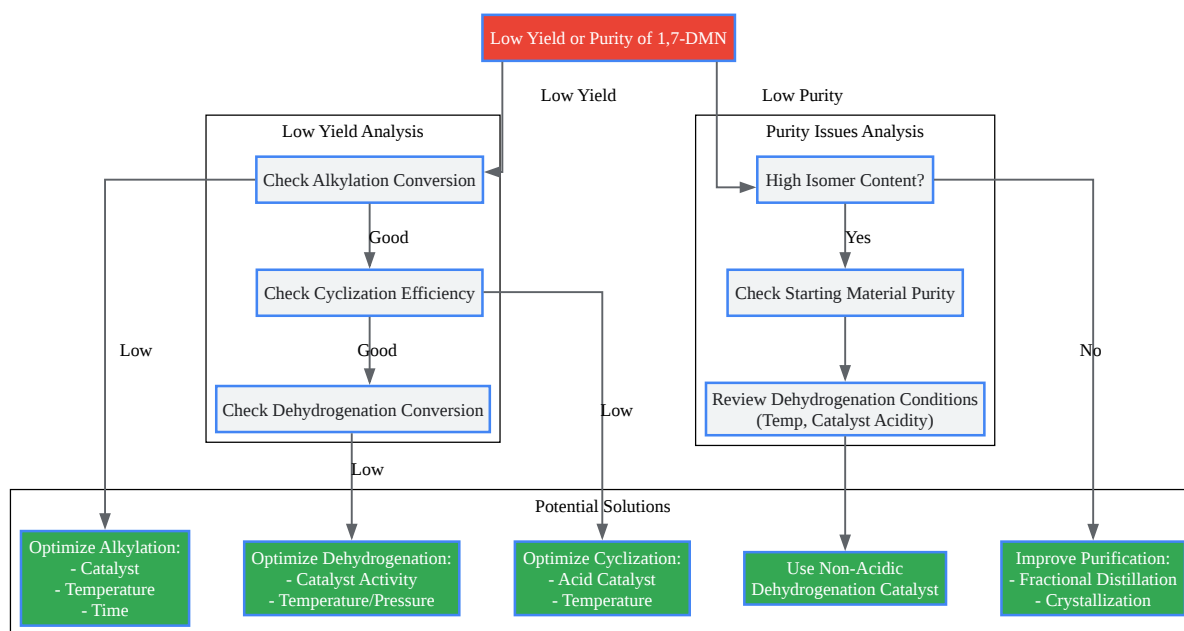 Low Yield or Purity of 1,7-DMN
Low Yield
Low Purity
Low Yield Analysis
Purity Issues Analysis
Check Alkylation Conversion
High Isomer Content?
Good
Yes
Check Cyclization Efficiency
Check Starting Material Purity
Low
Good
No
Check Dehydrogenation Conversion
Low
Review Dehydrogenation Conditions
(Temp, Catalyst Acidity)
Low
Potential Solutions
Optimize Alkylation:
- Catalyst
- Temperature
- Time
Optimize Dehydrogenation:
- Catalyst Activity
- Temperature/Pressure
Optimize Cyclization:
- Acid Catalyst
- Temperature
Use Non-Acidic
Dehydrogenation Catalyst
Improve Purification:
- Fractional Distillation
- Crystallization